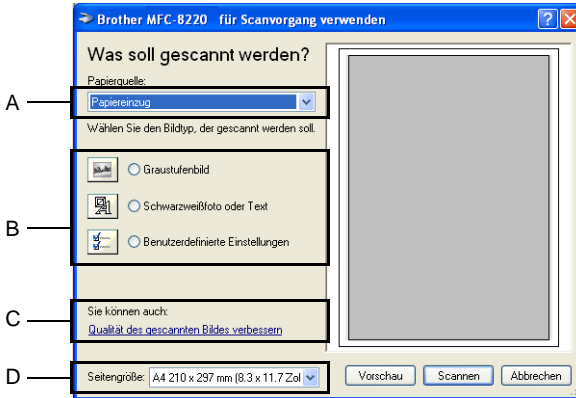 Brother MFC-8220 für Scanvorgang verwenden
Was soll gescannt werden?
Papierquelle:
A
Papiereinzug
Wählen Sie den Bildtyp, der gescannt werden soll.
Graustufenbild
B
Schwarzweißfoto oder Text
Benutzerdefinierte Einstellungen
C
Sie können auch:
Qualität des gescannten Bildes verbessern
D
Seitengröße: A4 210 x 297 mm (8.3 x 11.7 Zol
Vorschau Scannen Abbrechen